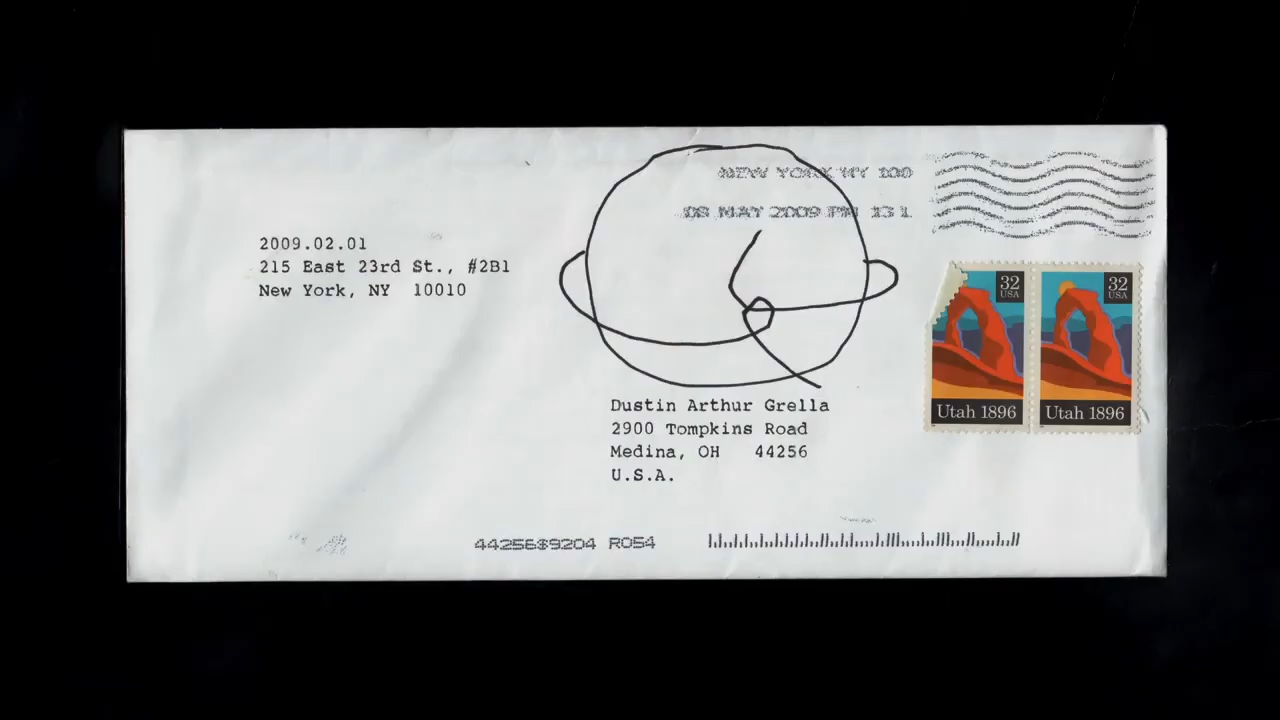 NEW YORK NY 100
08 MAY 2009 PM 13 L
2009.02.01
215 East 23rd St., #2B1
New York, NY 10010
32
USA
Utah 1896
32
USA
Utah 1896
Dustin Arthur Grella
2900 Tompkins Road
Medina, OH 44256
U.S.A.
44256$9204 R054